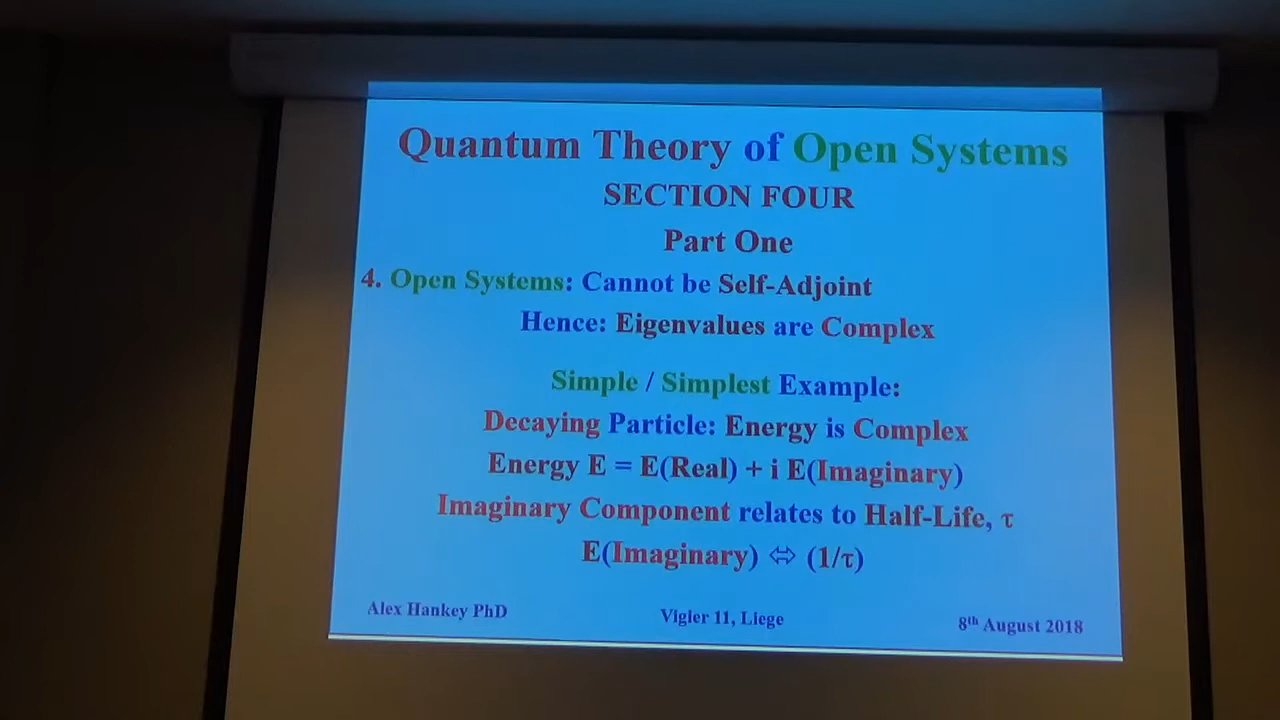 Quantum Theory of Open Systems
SECTION FOUR
Part One
4. Open Systems: Cannot be Self-Adjoint
Hence: Eigenvalues are Complex
Simple / Simplest Example:
Decaying Particle: Energy is Complex
Energy E = E(Real) + i E(Imaginary)
Imaginary Component relates to Half-Life, τ
E(Imaginary) ⇔ (1/τ)
Alex Hankey PhD Vigier 11, Liege 8th August 2018